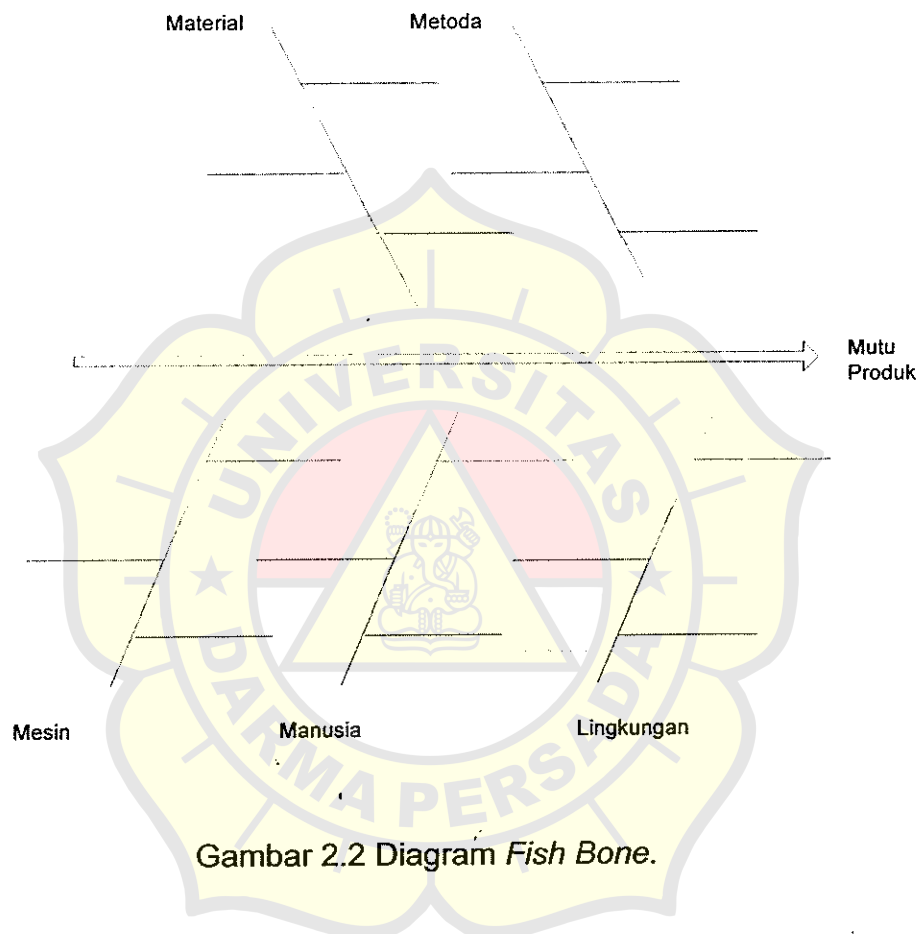 Material Metoda
Mutu
Produk
Mesin Manusia Lingkungan
UNIVERSITAS
DARMA PERSADA
Gambar 2.2 Diagram Fish Bone.